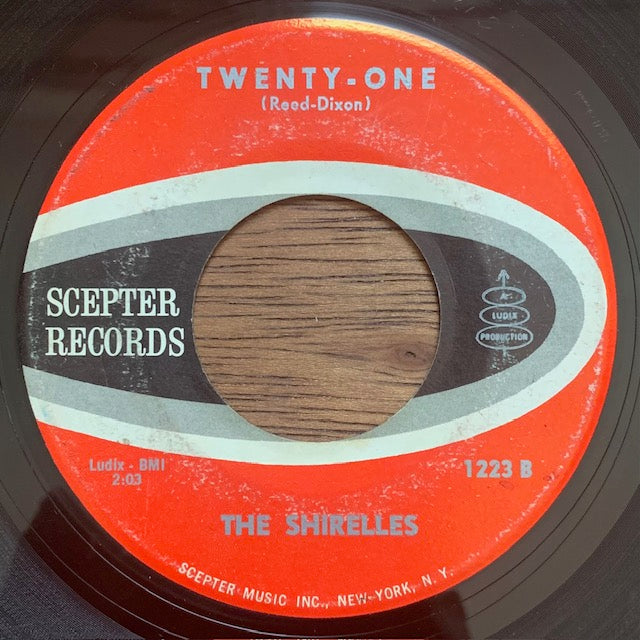 TWENTY-ONE
(Reed-Dixon)
SCEPTER
RECORDS
LUDIX
PRODUCTION
Ludix - BMI
2:03
1223 B
THE SHIRELLES
SCEPTER MUSIC INC., NEW-YORK, N. Y.